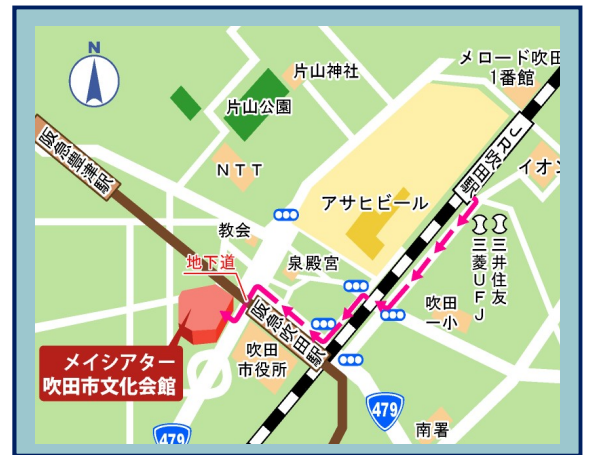 N
片山神社
メロード吹田
1番館
片山公園
阪急豊津駅
NTT
JR吹田駅
イオン
アサヒビール
教会
地下道
泉殿宮
三井住友
三菱UFJ
阪急吹田駅
吹田
一小
吹田
市役所
メイシアター
吹田市文化会館
479
479
南署